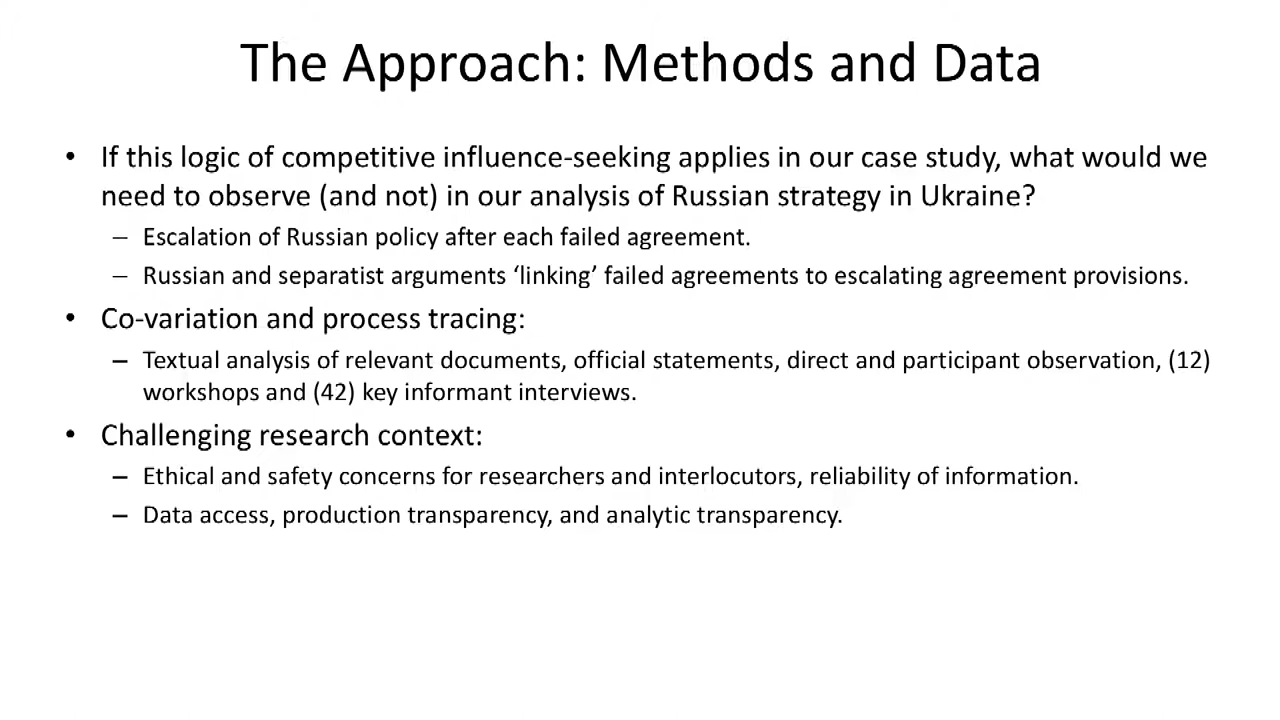 The Approach: Methods and Data
• If this logic of competitive influence-seeking applies in our case study, what would we
need to observe (and not) in our analysis of Russian strategy in Ukraine?
– Escalation of Russian policy after each failed agreement.
– Russian and separatist arguments ‘linking’ failed agreements to escalating agreement provisions.
• Co-variation and process tracing:
– Textual analysis of relevant documents, official statements, direct and participant observation, (12)
workshops and (42) key informant interviews.
• Challenging research context:
– Ethical and safety concerns for researchers and interlocutors, reliability of information.
– Data access, production transparency, and analytic transparency.